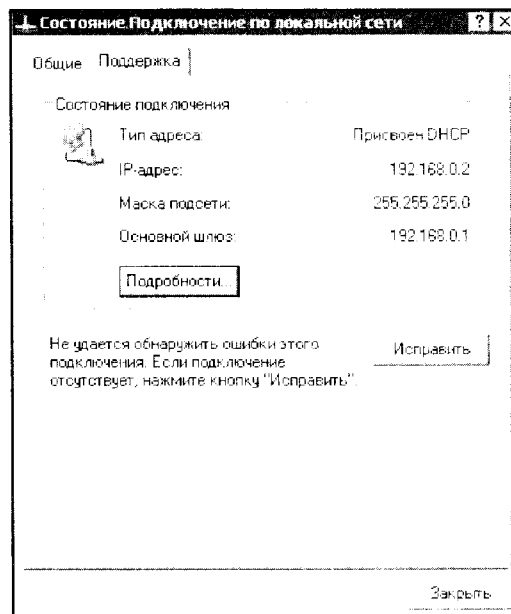 Состояние Подключение по локальной сети
Общие Поддержка
Состояние подключения
Тип адреса: Присвоен DHCP
IP-адрес: 192.168.0.2
Маска подсети: 255.255.255.0
Основной шлюз: 192.168.0.1
Подробности...
Не удается обнаружить ошибки этого
подключения. Если подключение
отсутствует, нажмите кнопку "Исправить".
Исправить
Закрыть